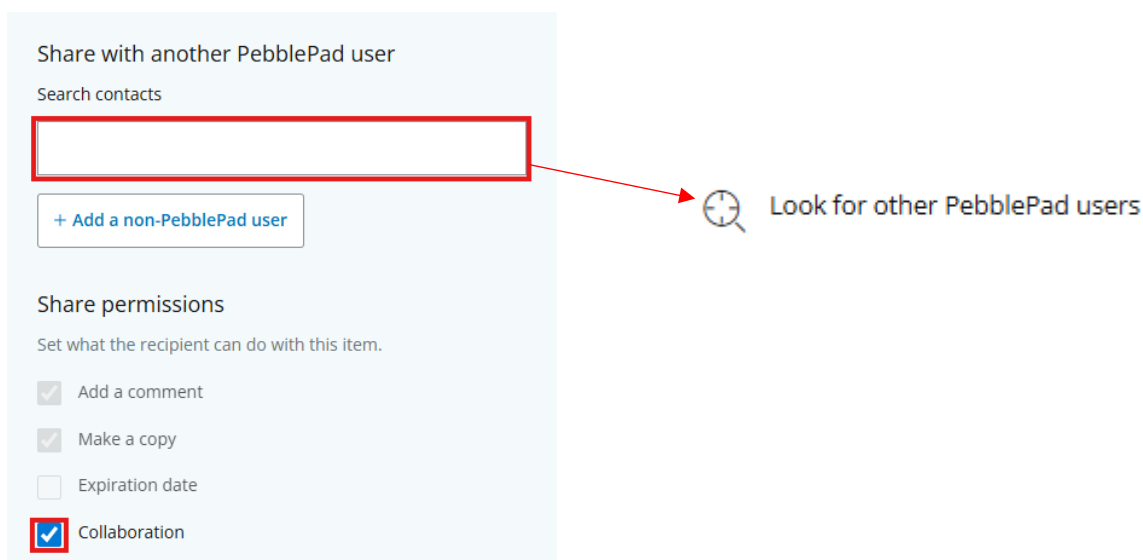 Share with another PebblePad user
Search contacts
+ Add a non-PebblePad user
Look for other PebblePad users
Share permissions
Set what the recipient can do with this item.
Add a comment
Make a copy
Expiration date
Collaboration